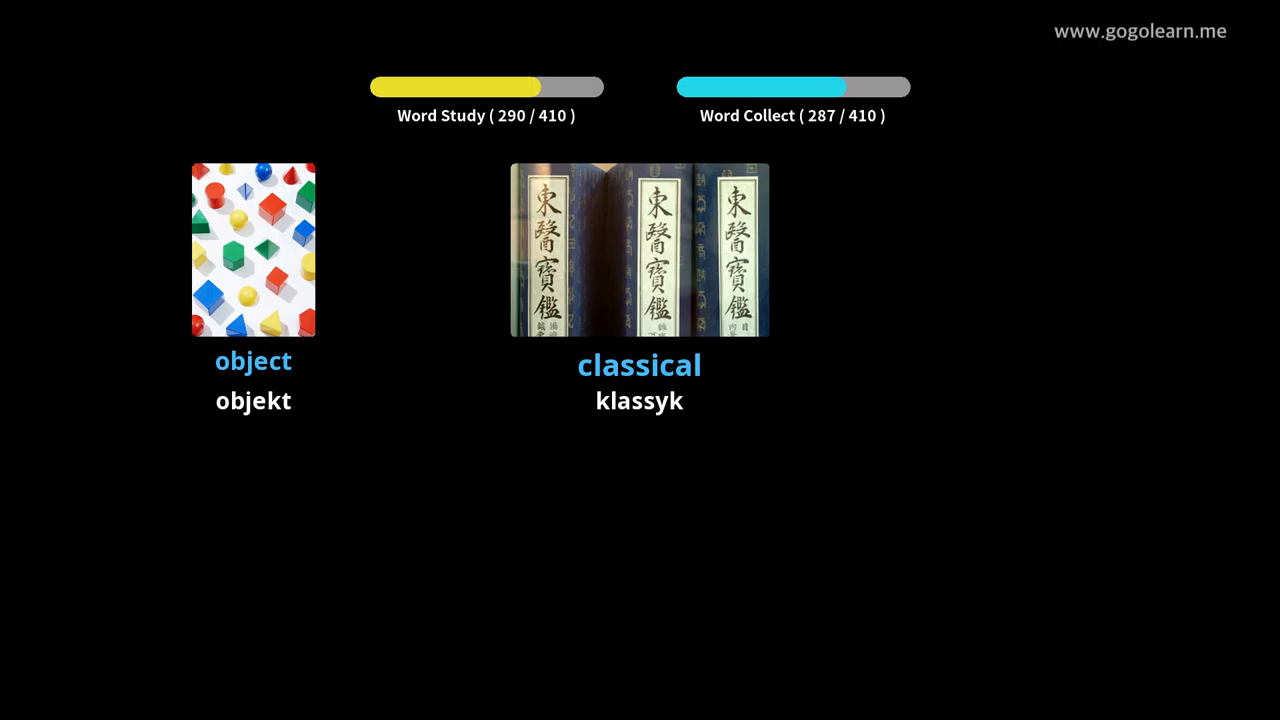 www.gogolearn.me
Word Study ( 290 / 410 )
Word Collect ( 287 / 410 )
東醫寶鑑
東醫寶鑑
東醫寶鑑
object
classical
objekt
klassyk